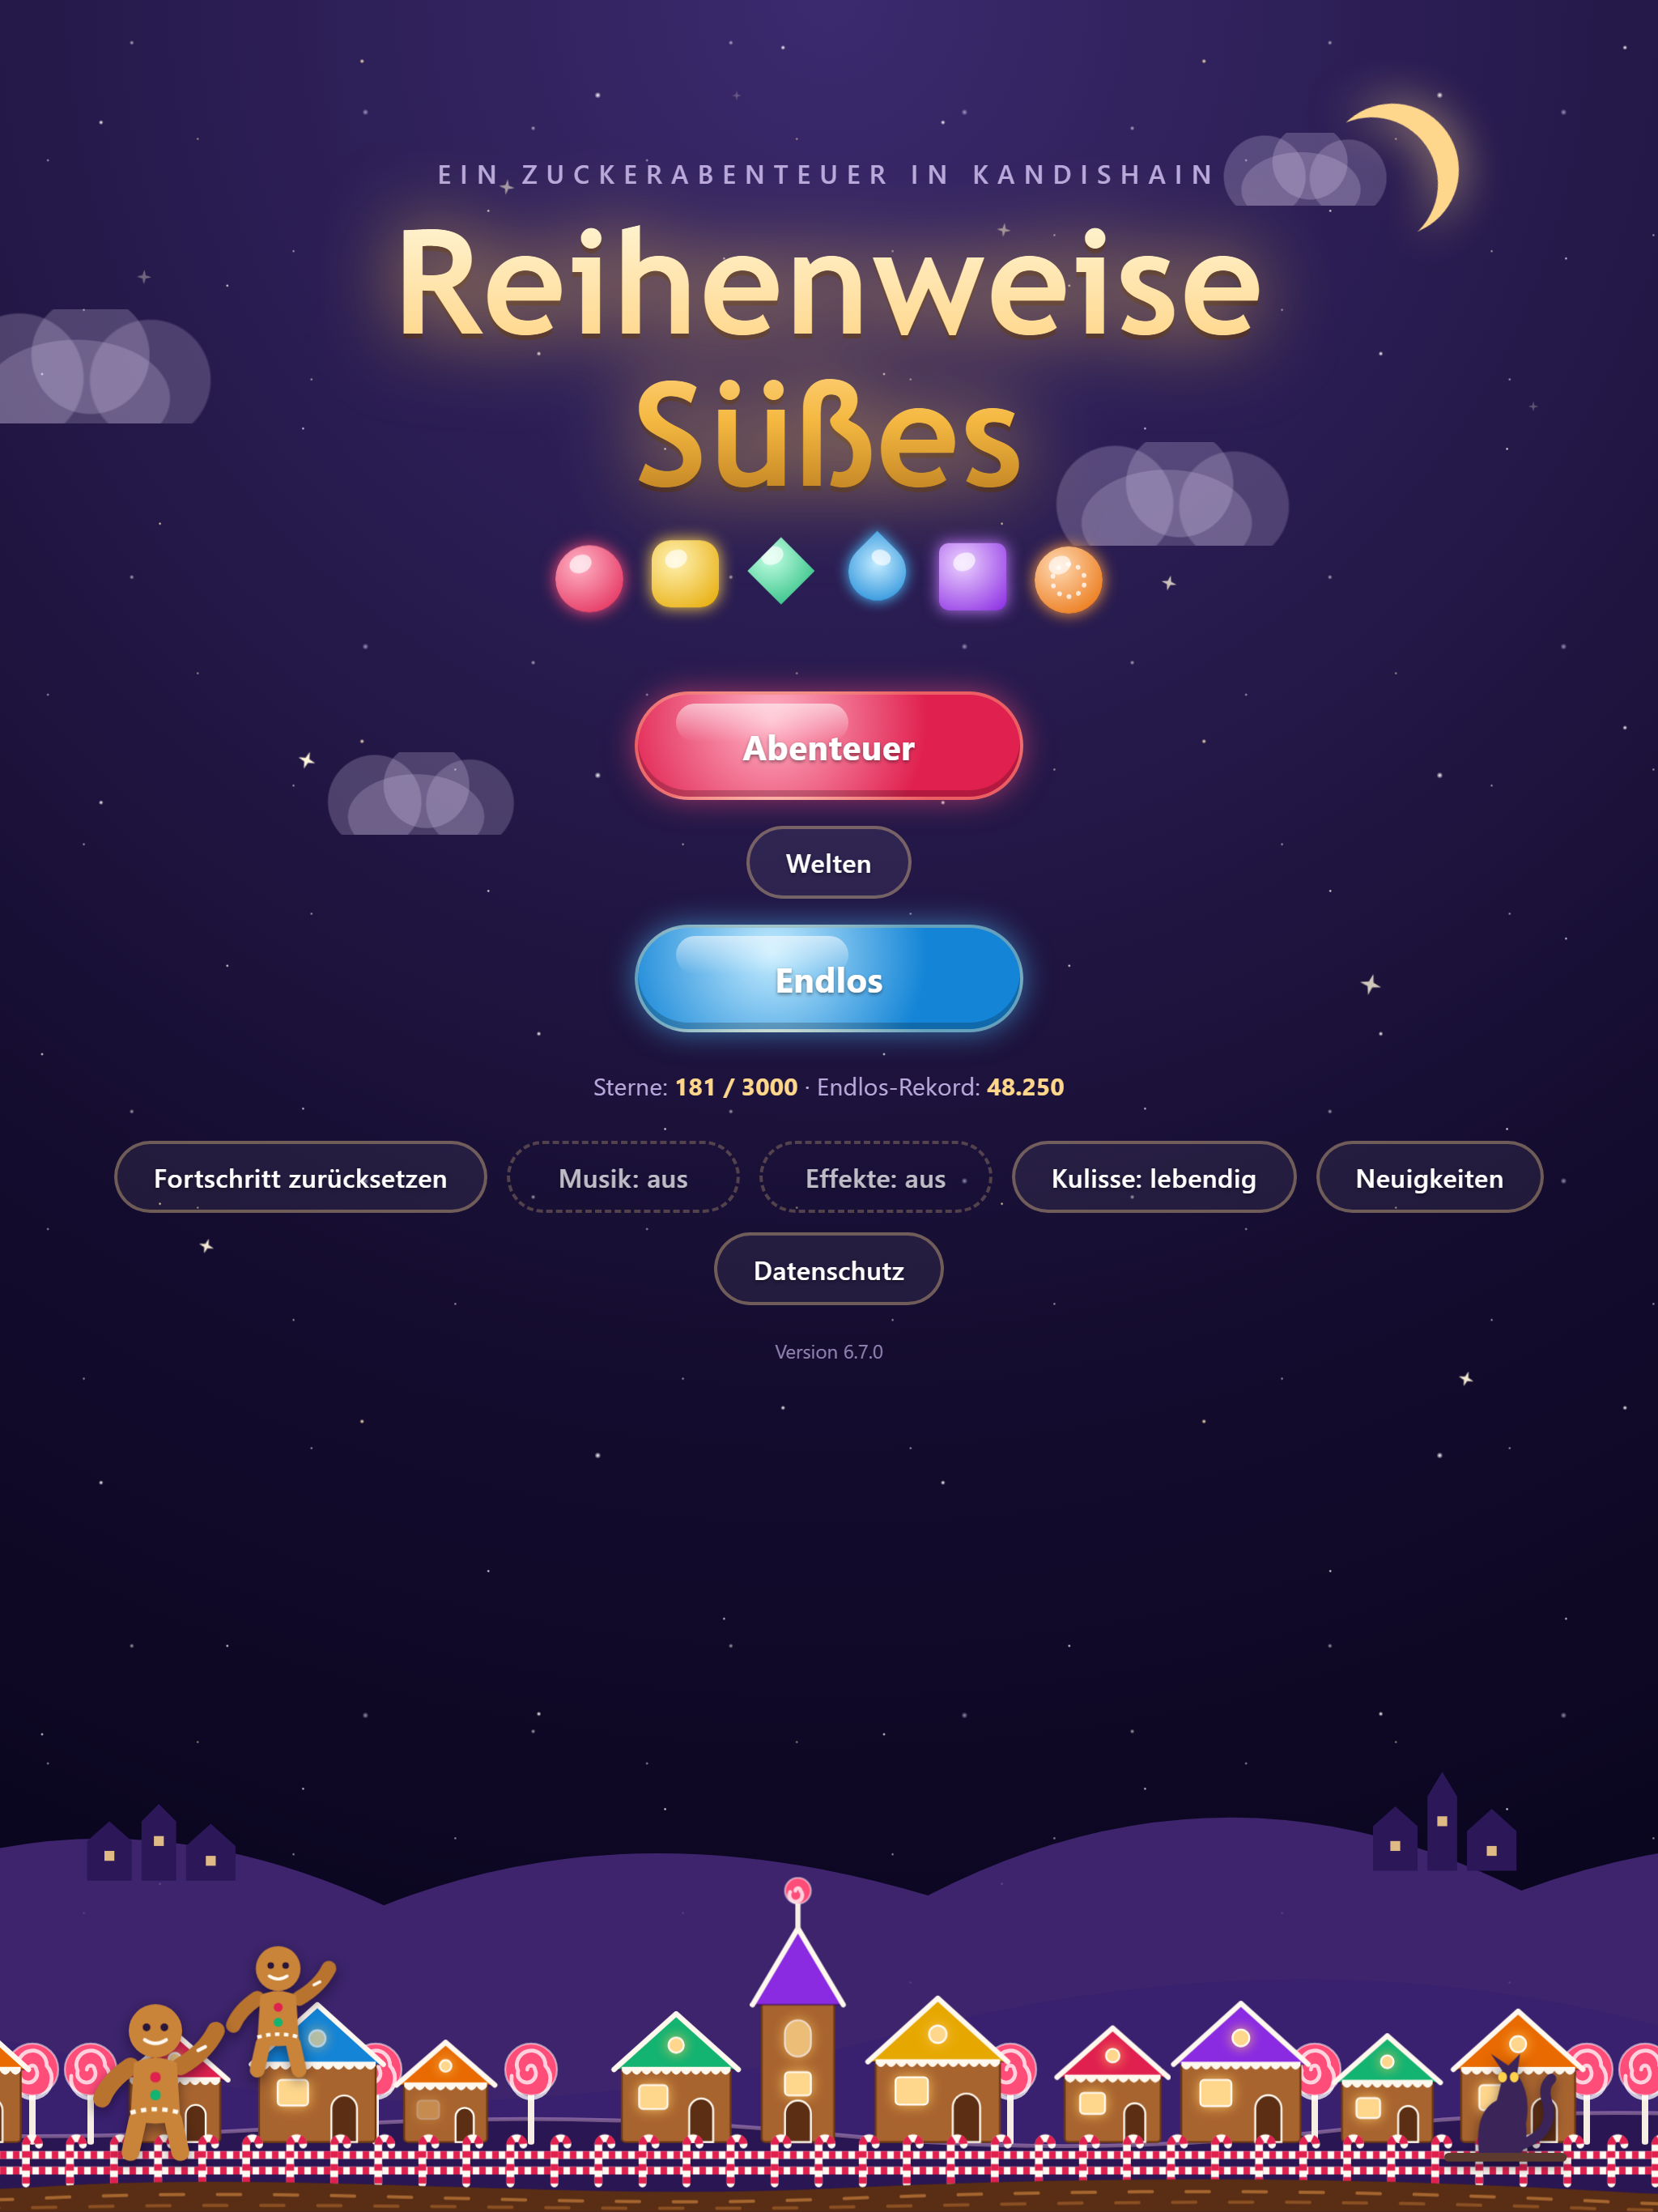 EIN ZUCKERABENTEUER IN KANDISHAIN
Reihenweise
Süßes
Abenteuer
Welten
Endlos
Sterne: 181 / 3000 · Endlos-Rekord: 48.250
Fortschritt zurücksetzen Musik: aus Effekte: aus Kulisse: lebendig Neuigkeiten
Datenschutz
Version 6.7.0